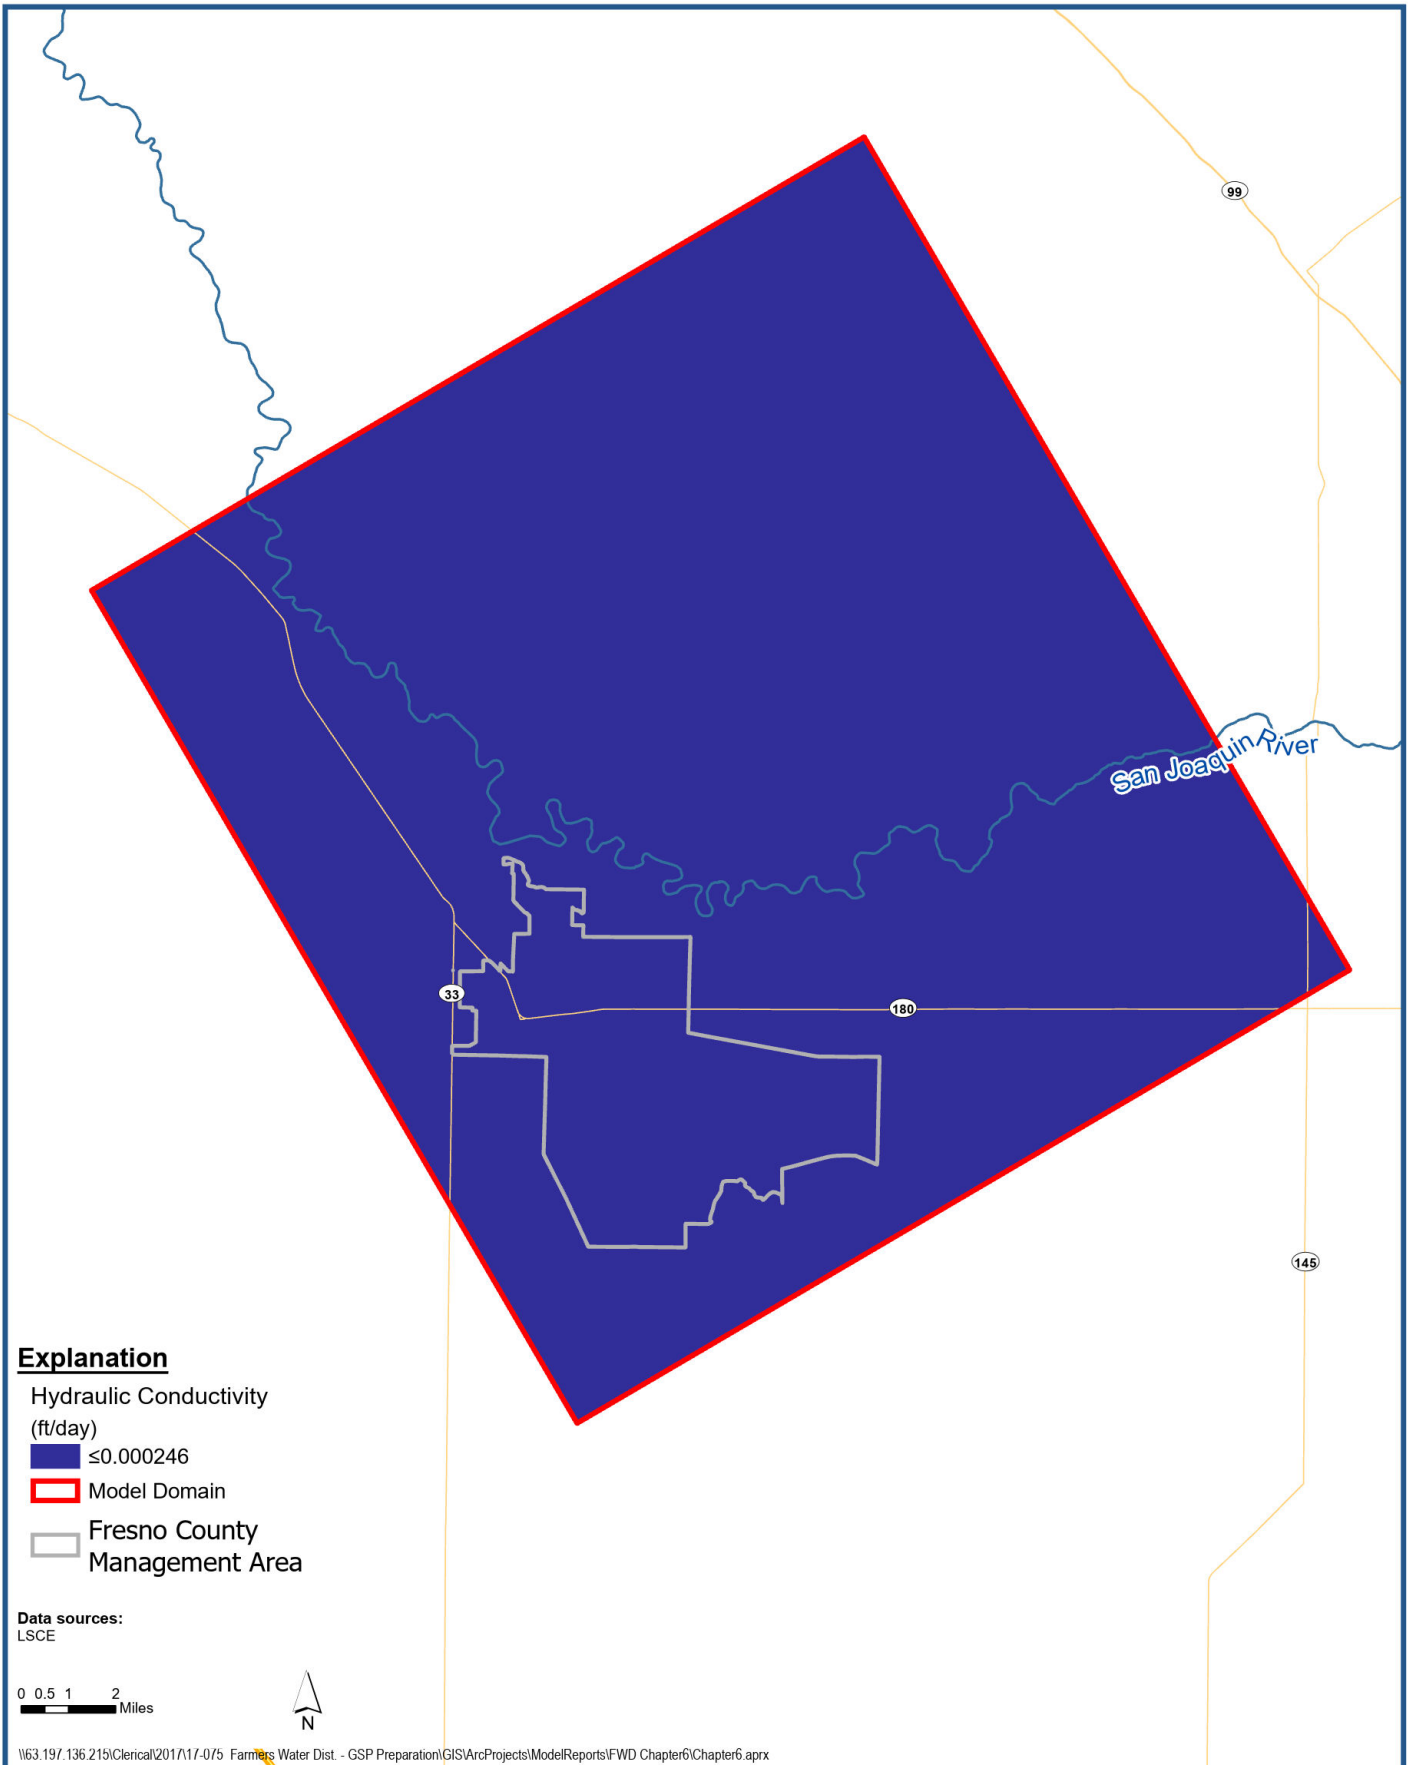 99
San Joaquin River
33
180
145
Explanation
Hydraulic Conductivity
(ft/day)
≤0.000246
Model Domain
Fresno County
Management Area
Data sources:
LSCE
0 0.5 1 2
Miles
N
\\63.197.136.215\Clerical\2017\17-075 Farmers Water Dist. - GSP Preparation\GIS\ArcProjects\ModelReports\FWD Chapter6\Chapter6.aprx